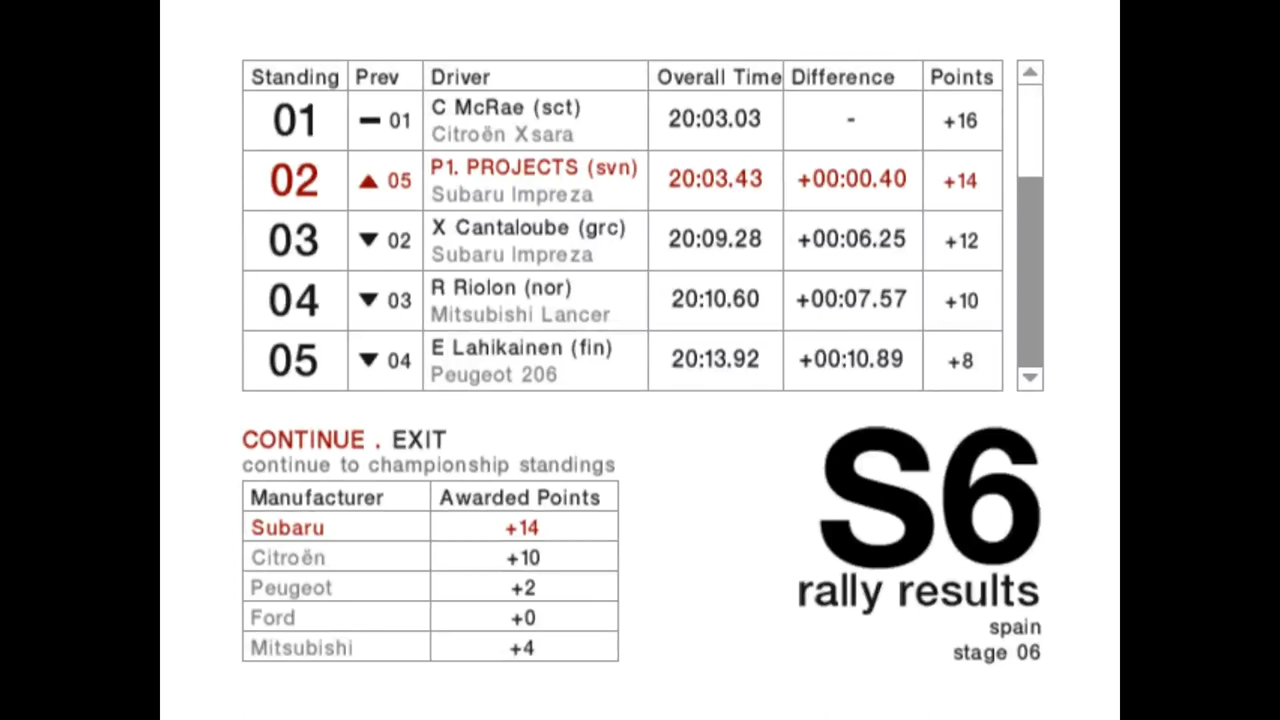 Standing Prev Driver Overall Time Difference Points
01 01 C McRae (sct) 20:03.03 - +16
Citroën Xsara
02 05 P1. PROJECTS (svn) 20:03.43 +00:00.40 +14
Subaru Impreza
03 02 X Cantaloube (grc) 20:09.28 +00:06.25 +12
Subaru Impreza
04 03 R Riolon (nor) 20:10.60 +00:07.57 +10
Mitsubishi Lancer
05 04 E Lahikainen (fin) 20:13.92 +00:10.89 +8
Peugeot 206
CONTINUE . EXIT
continue to championship standings
Manufacturer Awarded Points
Subaru +14
Citroën +10
Peugeot +2
Ford +0
Mitsubishi +4
S6
rally results
spain
stage 06